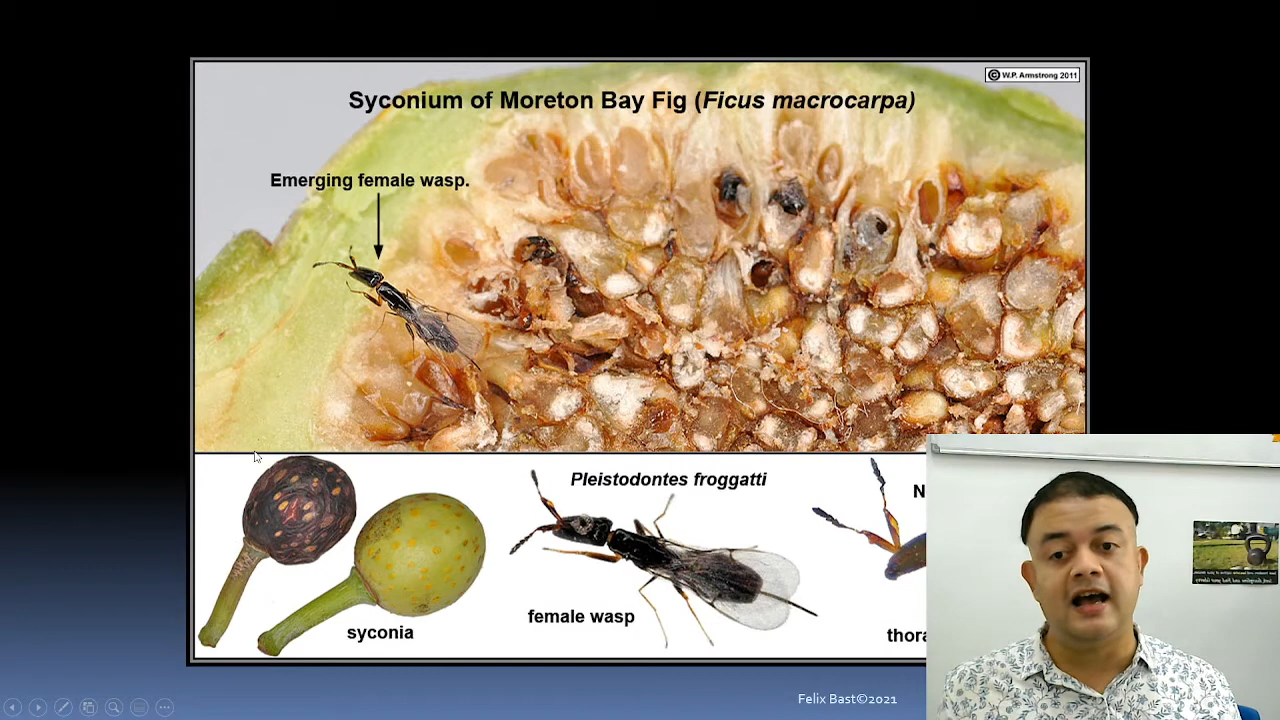 © W.P. Armstrong 2011
Syconium of Moreton Bay Fig (Ficus macrocarpa)
Emerging female wasp.
Pleistodontes froggatti
N
female wasp
syconia
thora
Felix Bast©2021